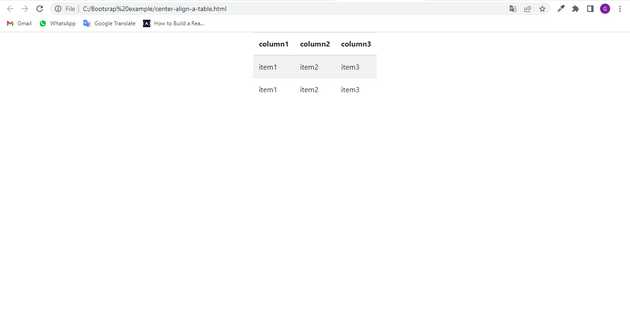 File C:/Bootsrap%20example/center-align-a-table.html
G
Gmail WhatsApp Google Translate How to Build a Rea...
column1 column2 column3
item1 item2 item3
item1 item2 item3